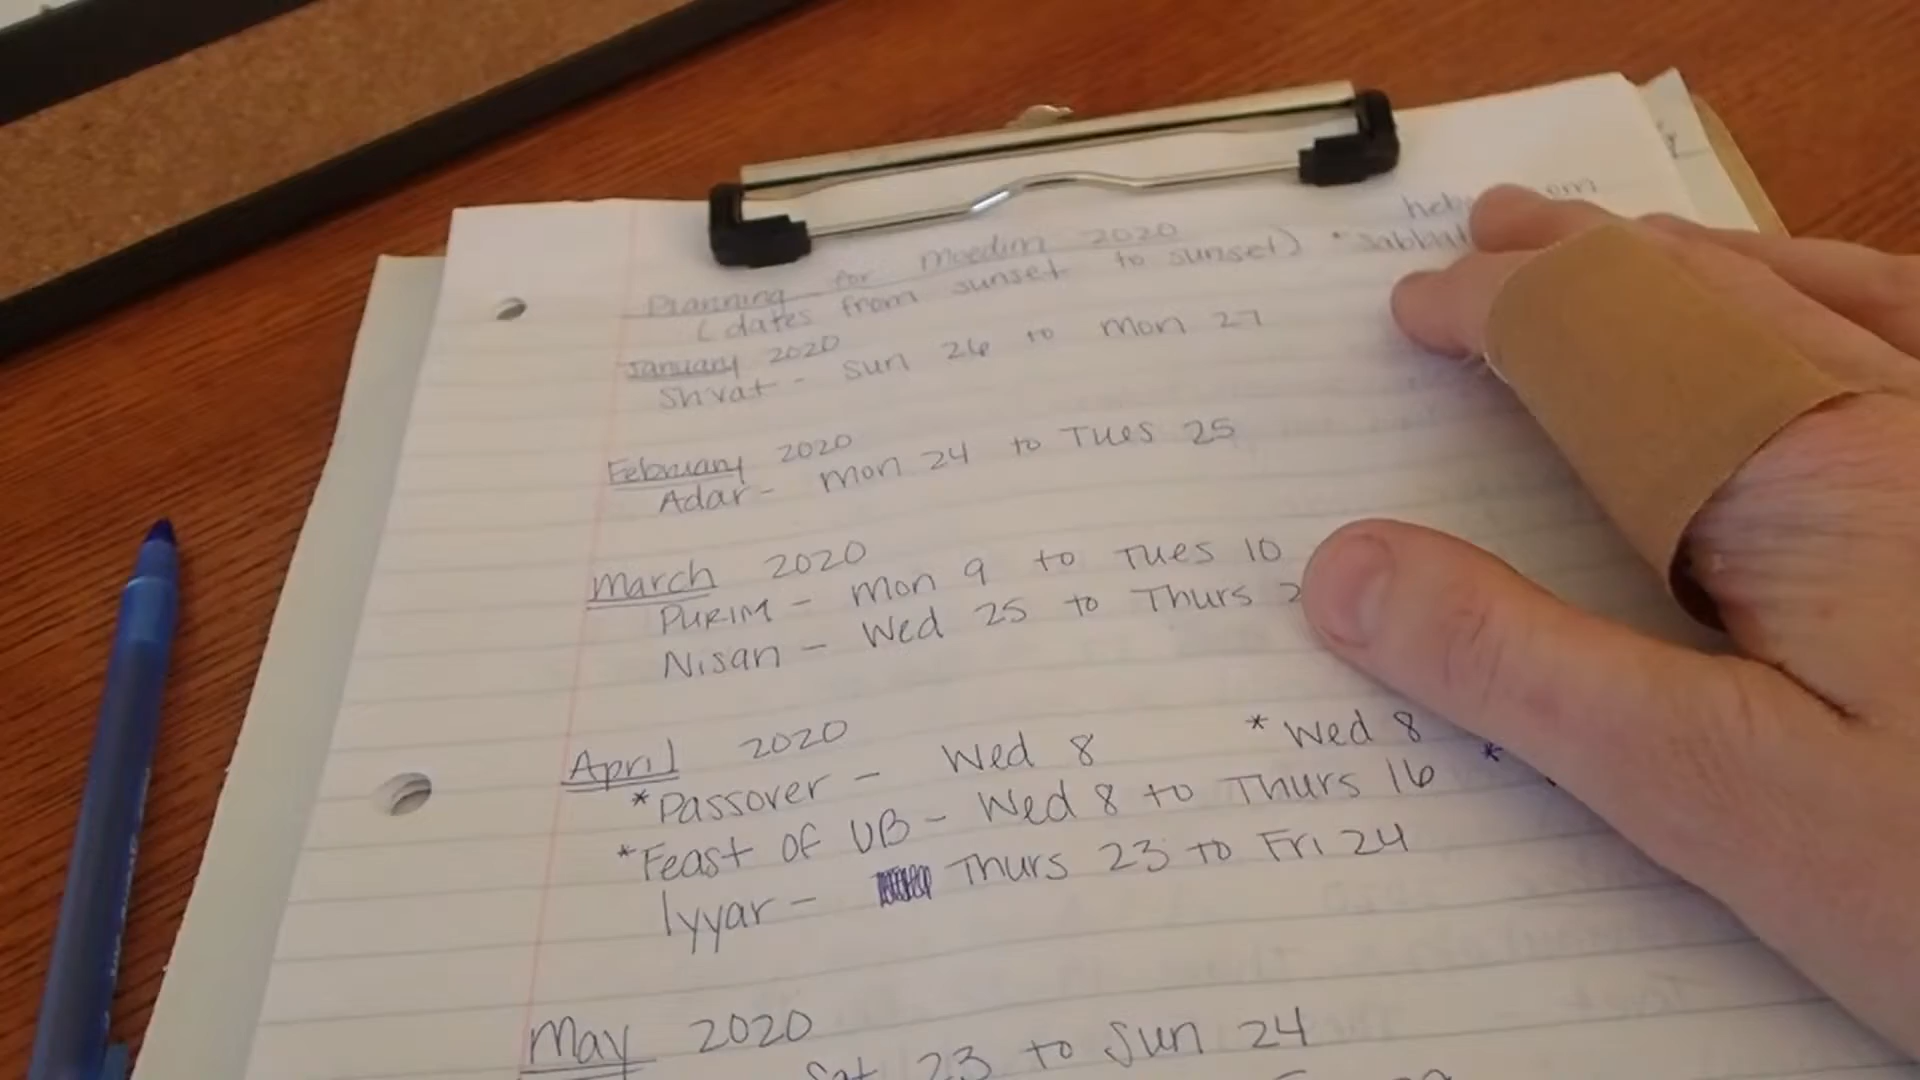 Planning for Moedim 2020
(dates from sunset to sunset) *Sabbat
January 2020
Shvat - Sun 26 to Mon 27
February 2020
Adar - Mon 24 to Tues 25
March 2020
PURIM - Mon 9 to Tues 10
Nisan - Wed 25 to Thurs 2
April 2020
*Passover - Wed 8 *Wed 8
*Feast of UB - Wed 8 to Thurs 16 *
Iyyar - Thurs 23 to Fri 24
May 2020
Sat 23 to Sun 24